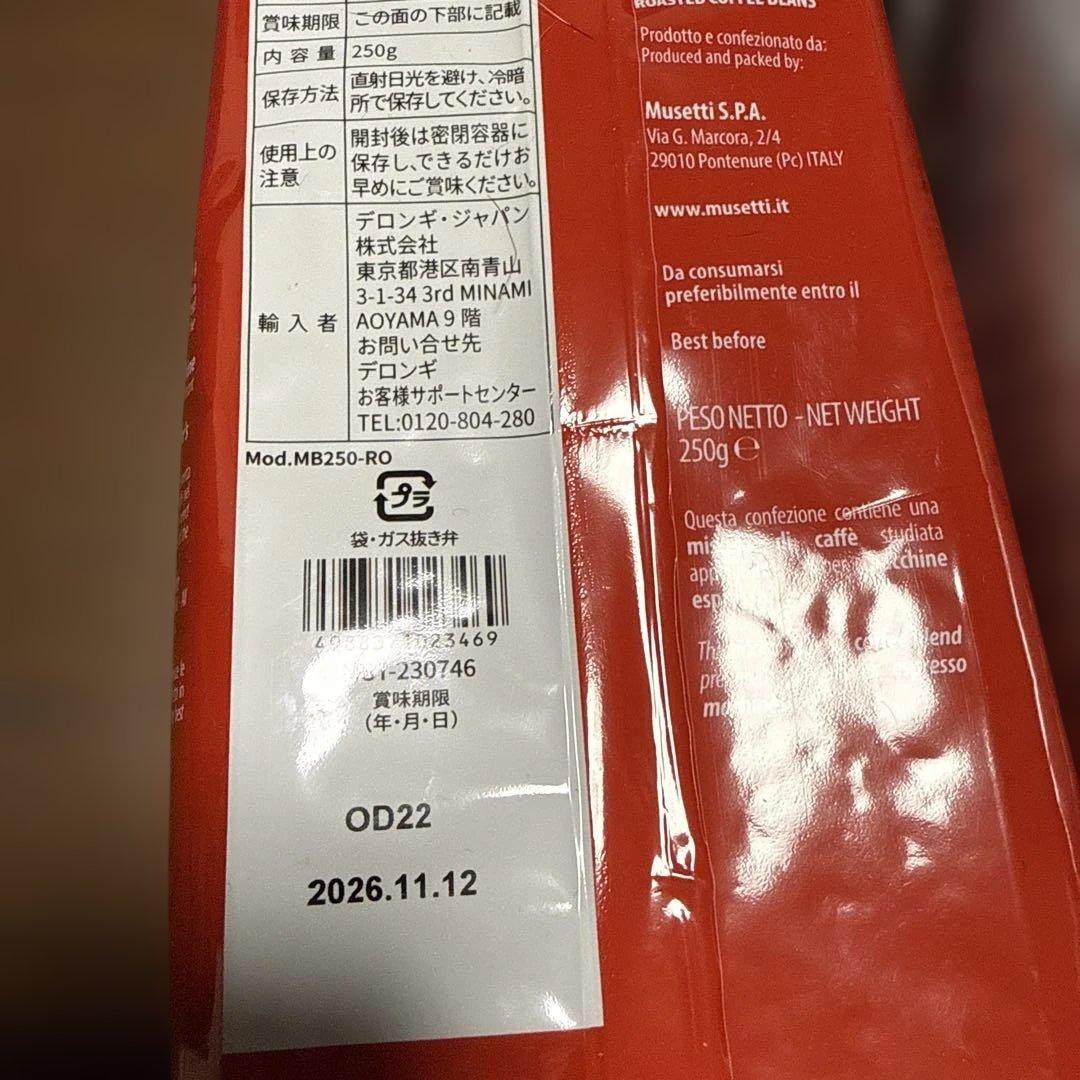 賞味期限 この面の下部に記載
内容量 250g
保存方法 直射日光を避け、冷暗
所で保存してください。
使用上の
注意
開封後は密閉容器に
保存し、できるだけお
早めにご賞味ください。
輸入者
デロンギ・ジャパン
株式会社
東京都港区南青山
3-1-34 3rd MINAMI
AOYAMA 9 階
お問い合せ先
デロンギ
お客様サポートセンター
TEL:0120-804-280
Mod.MB250-RO
プラ
袋・ガス抜き弁
23469
-230746
賞味期限
(年・月・日)
OD22
2026.11.12
ROASTED COFFEE BEANS
Prodotto e confezionato da:
Produced and packed by:
Musetti S.P.A.
Via G. Marcora, 2/4
29010 Pontenure (Pc) ITALY
www.musetti.it
Da consumarsi
preferibilmente entro il
Best before
PESO NETTO - NET WEIGHT
250g ℮
Questa confezione contiene una
di caffè studiata
per